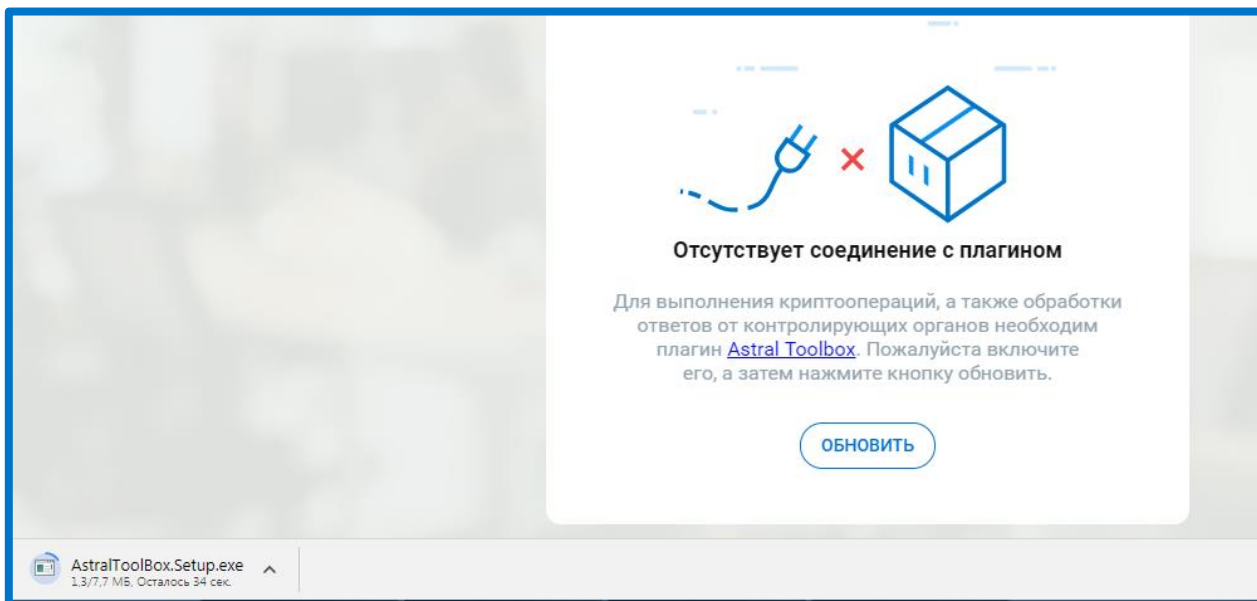 Отсутствует соединение с плагином
Для выполнения криптоопераций, а также обработки
ответов от контролирующих органов необходим
плагин Astral Toolbox. Пожалуйста включите
его, а затем нажмите кнопку обновить.
ОБНОВИТЬ
AstralToolBox.Setup.exe
1,3/7,7 МБ, Осталось 34 сек.